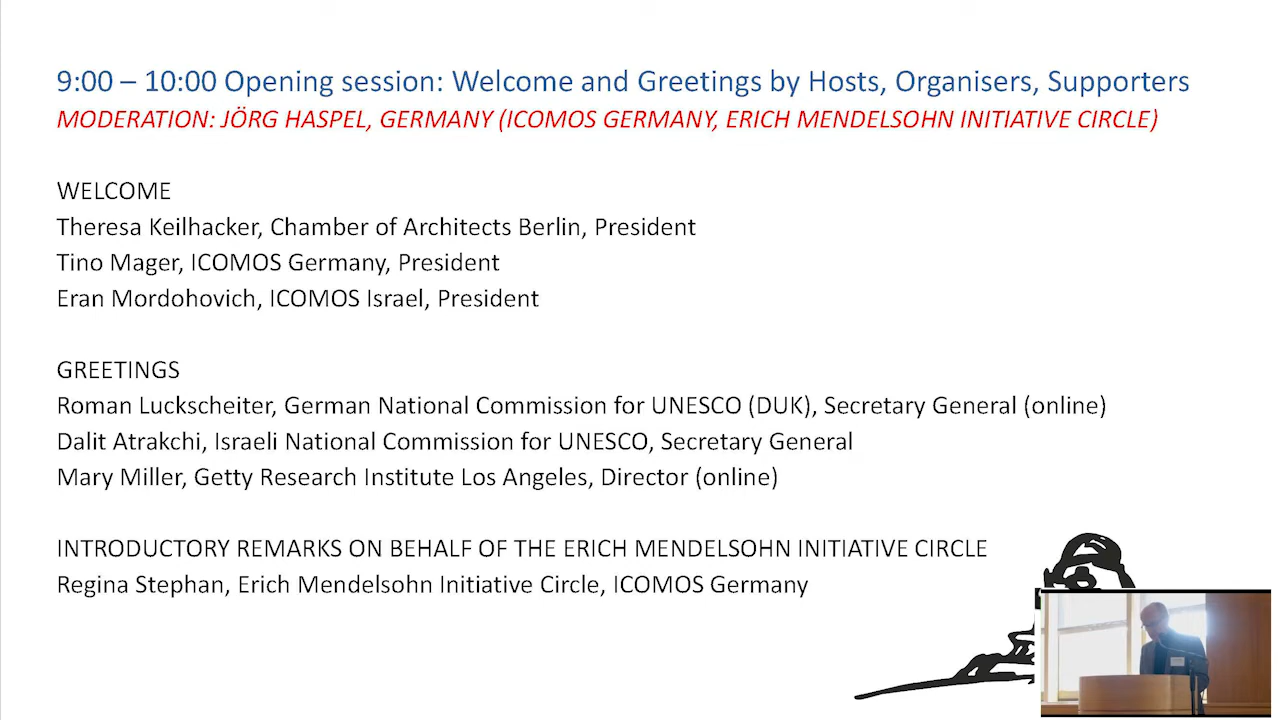 9:00 – 10:00 Opening session: Welcome and Greetings by Hosts, Organisers, Supporters
MODERATION: JÖRG HASPEL, GERMANY (ICOMOS GERMANY, ERICH MENDELSOHN INITIATIVE CIRCLE)
WELCOME
Theresa Keilhacker, Chamber of Architects Berlin, President
Tino Mager, ICOMOS Germany, President
Eran Mordohovich, ICOMOS Israel, President
GREETINGS
Roman Luckscheiter, German National Commission for UNESCO (DUK), Secretary General (online)
Dalit Atrakchi, Israeli National Commission for UNESCO, Secretary General
Mary Miller, Getty Research Institute Los Angeles, Director (online)
INTRODUCTORY REMARKS ON BEHALF OF THE ERICH MENDELSOHN INITIATIVE CIRCLE
Regina Stephan, Erich Mendelsohn Initiative Circle, ICOMOS Germany